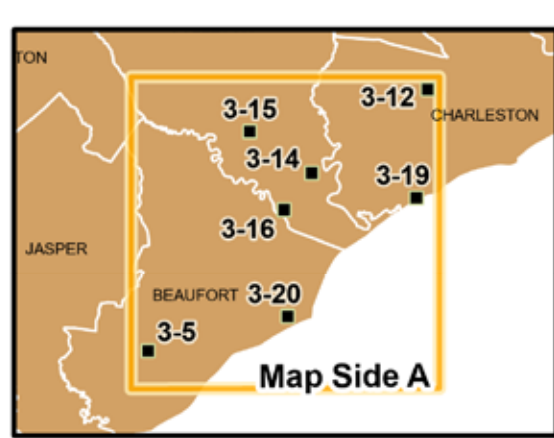 TON
3-12
3-15
CHARLESTON
3-14
3-19
3-16
JASPER
BEAUFORT
3-20
3-5
Map Side A